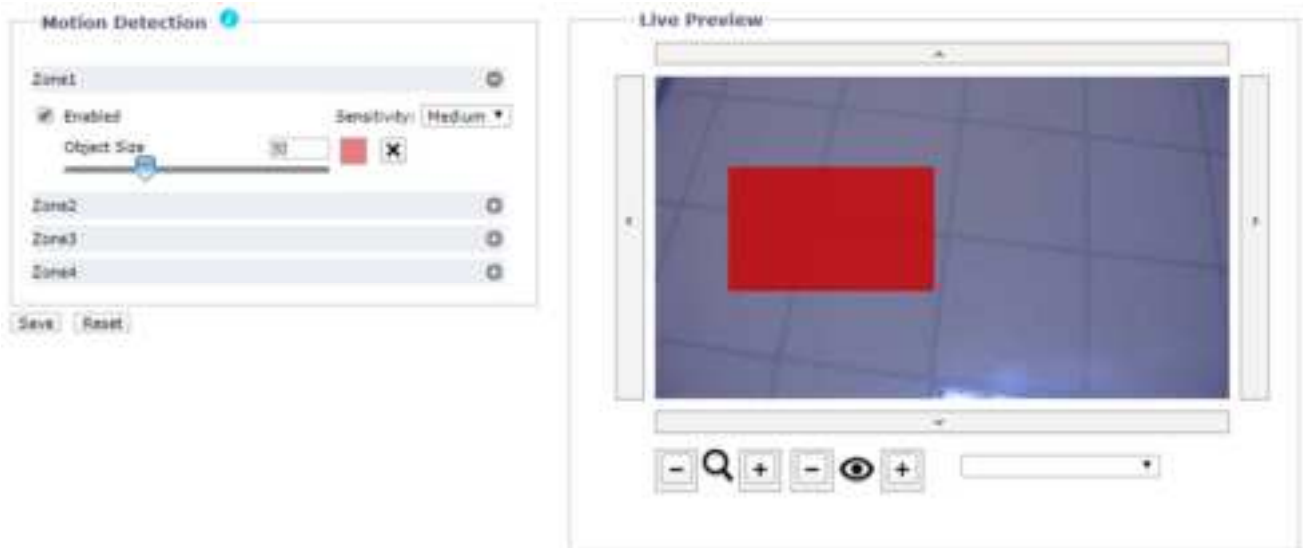 Motion Detection
Zone1
Enabled
Sensitivity: Medium
Object Size
Zone2
Zone3
Zone4
Save Reset
Live Preview